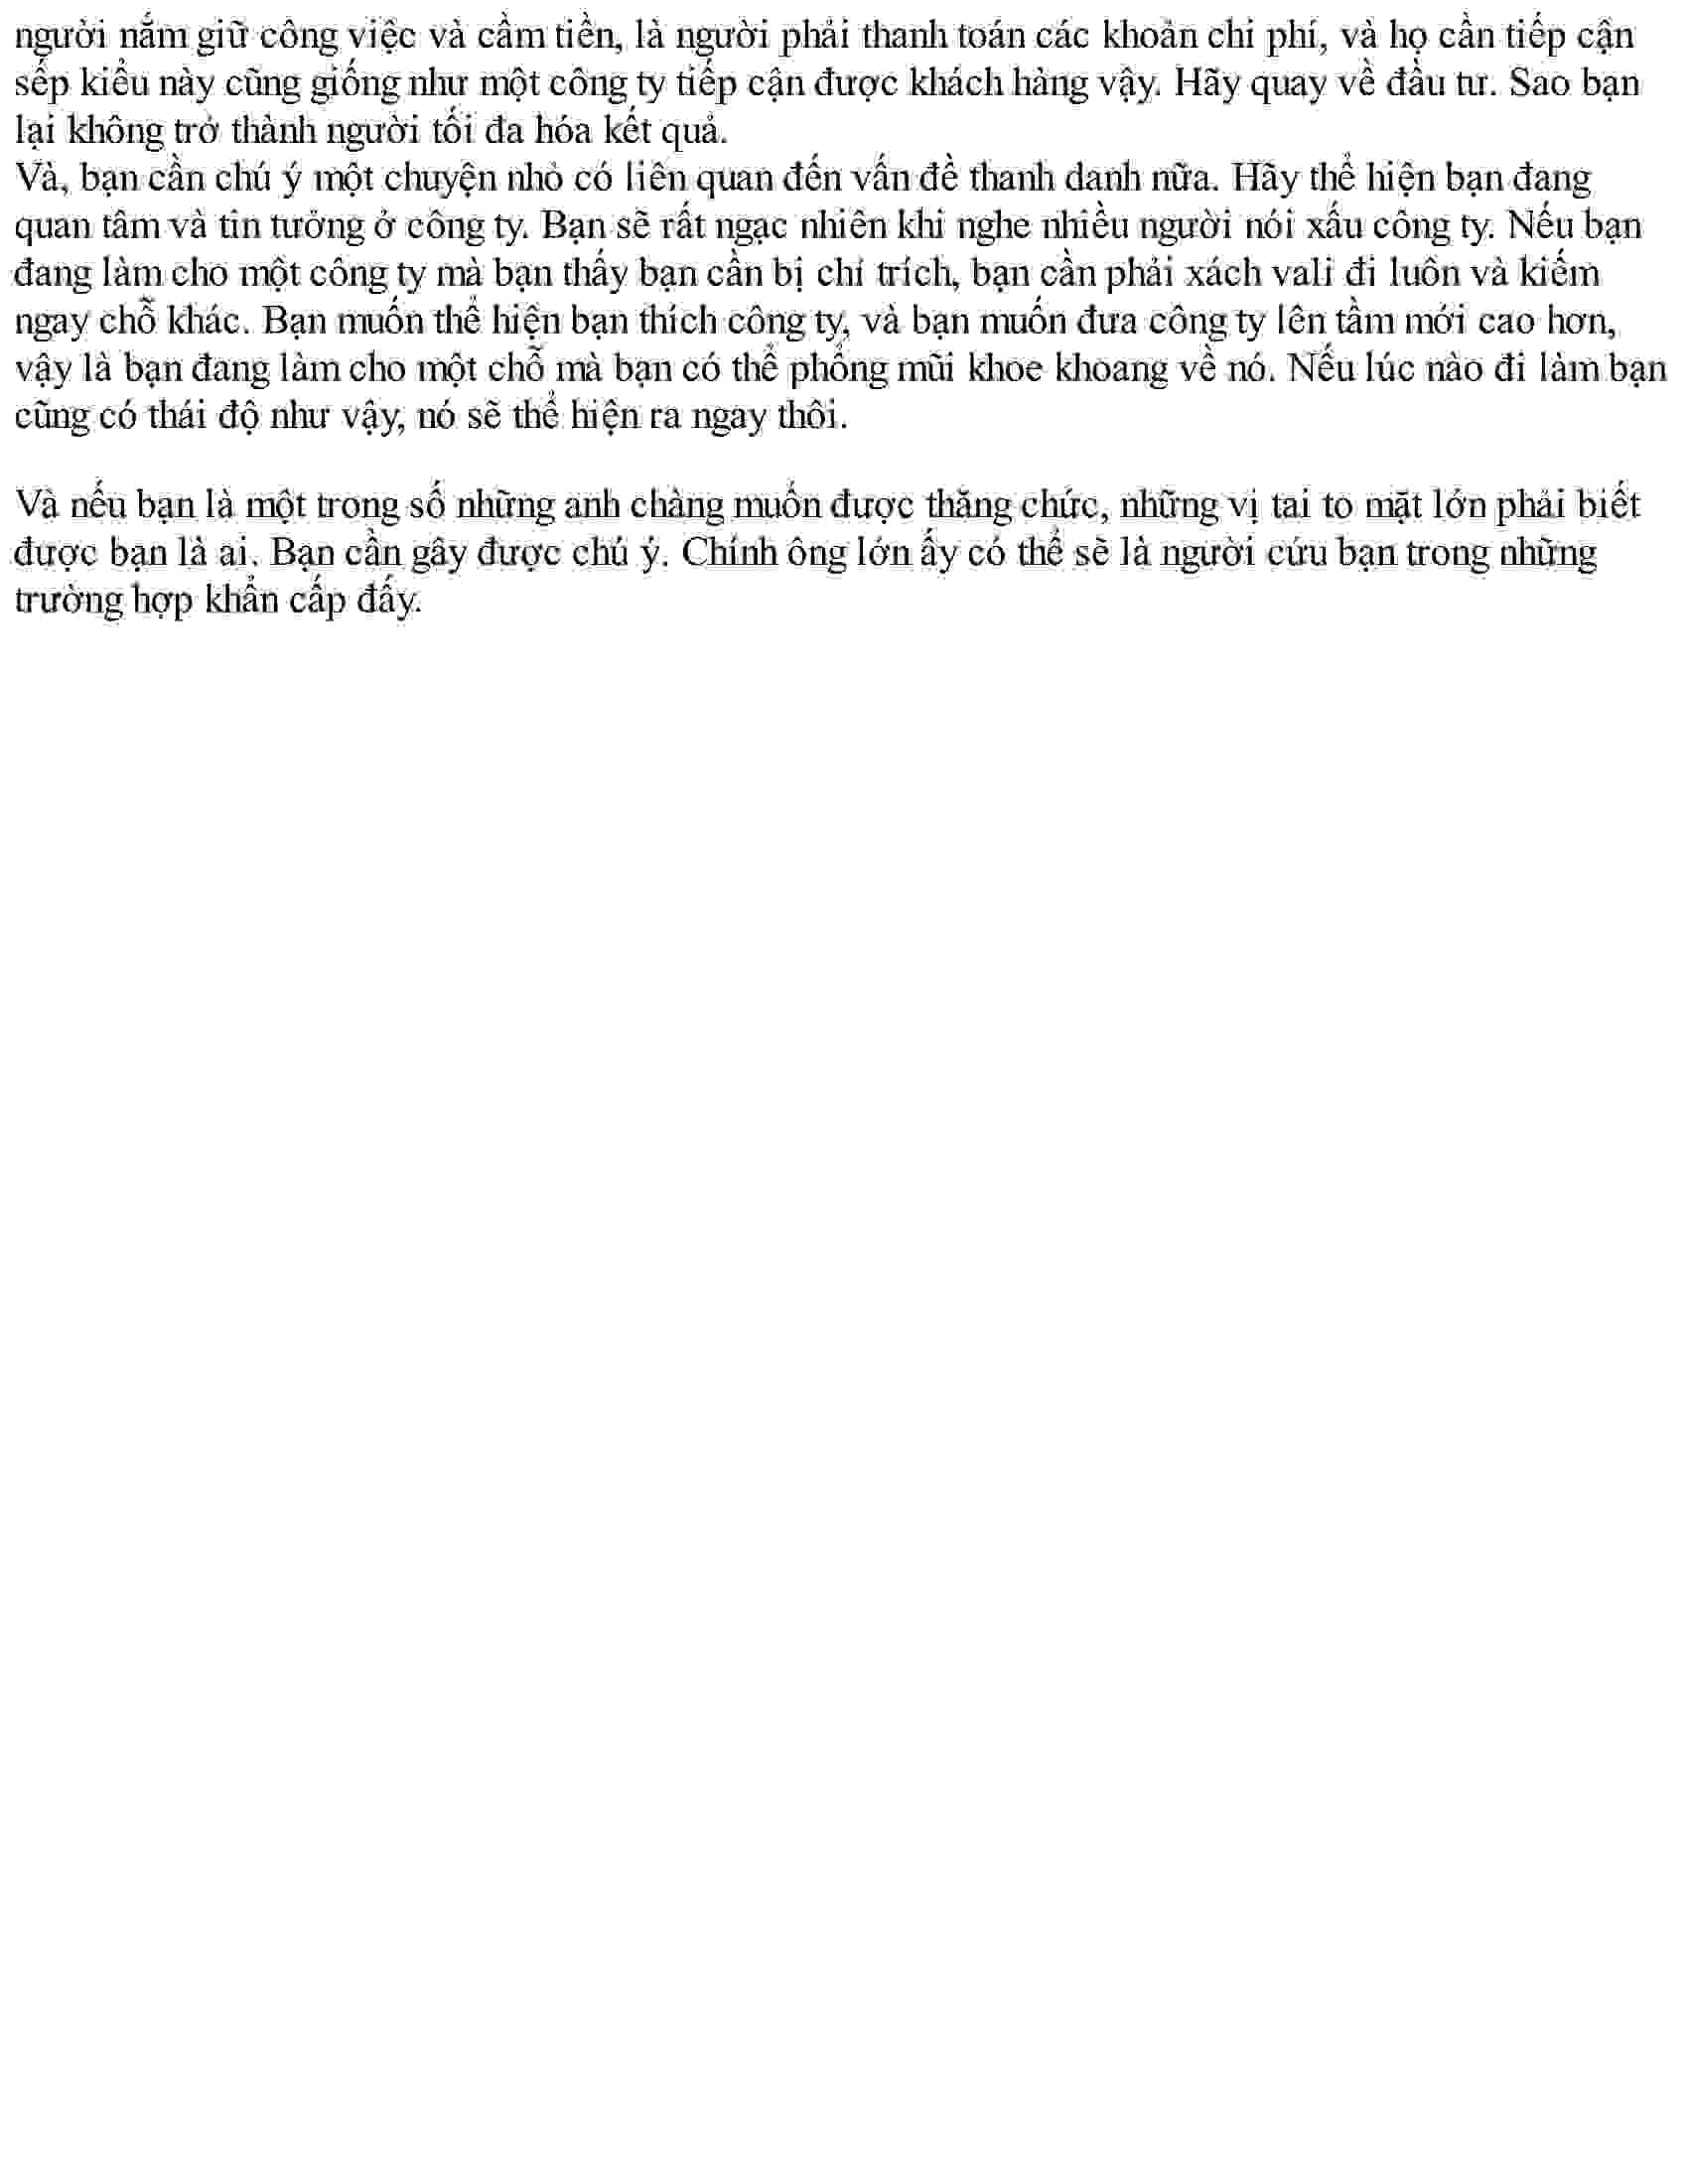 người nắm giữ công việc và cầm tiền, là người phải thanh toán các khoản chi phí, và họ cần tiếp cận
sếp kiểu này cũng giống như một công ty tiếp cận được khách hàng vậy. Hãy quay về đầu tư. Sao bạn
lại không trở thành người tối đa hóa kết quả.
Và, bạn cần chú ý một chuyện nhỏ có liên quan đến vấn đề thanh danh nữa. Hãy thể hiện bạn đang
quan tâm và tin tưởng ở công ty. Bạn sẽ rất ngạc nhiên khi nghe nhiều người nói xấu công ty. Nếu bạn
đang làm cho một công ty mà bạn thấy bạn cần bị chỉ trích, bạn cần phải xách vali đi luôn và kiếm
ngay chỗ khác. Bạn muốn thể hiện bạn thích công ty, và bạn muốn đưa công ty lên tầm mới cao hơn,
vậy là bạn đang làm cho một chỗ mà bạn có thể phổng mũi khoe khoang về nó. Nếu lúc nào đi làm bạn
cũng có thái độ như vậy, nó sẽ thể hiện ra ngay thôi.
Và nếu bạn là một trong số những anh chàng muốn được thăng chức, những vị tai to mặt lớn phải biết
được bạn là ai. Bạn cần gây được chú ý. Chính ông lớn ấy có thể sẽ là người cứu bạn trong những
trường hợp khẩn cấp đấy.